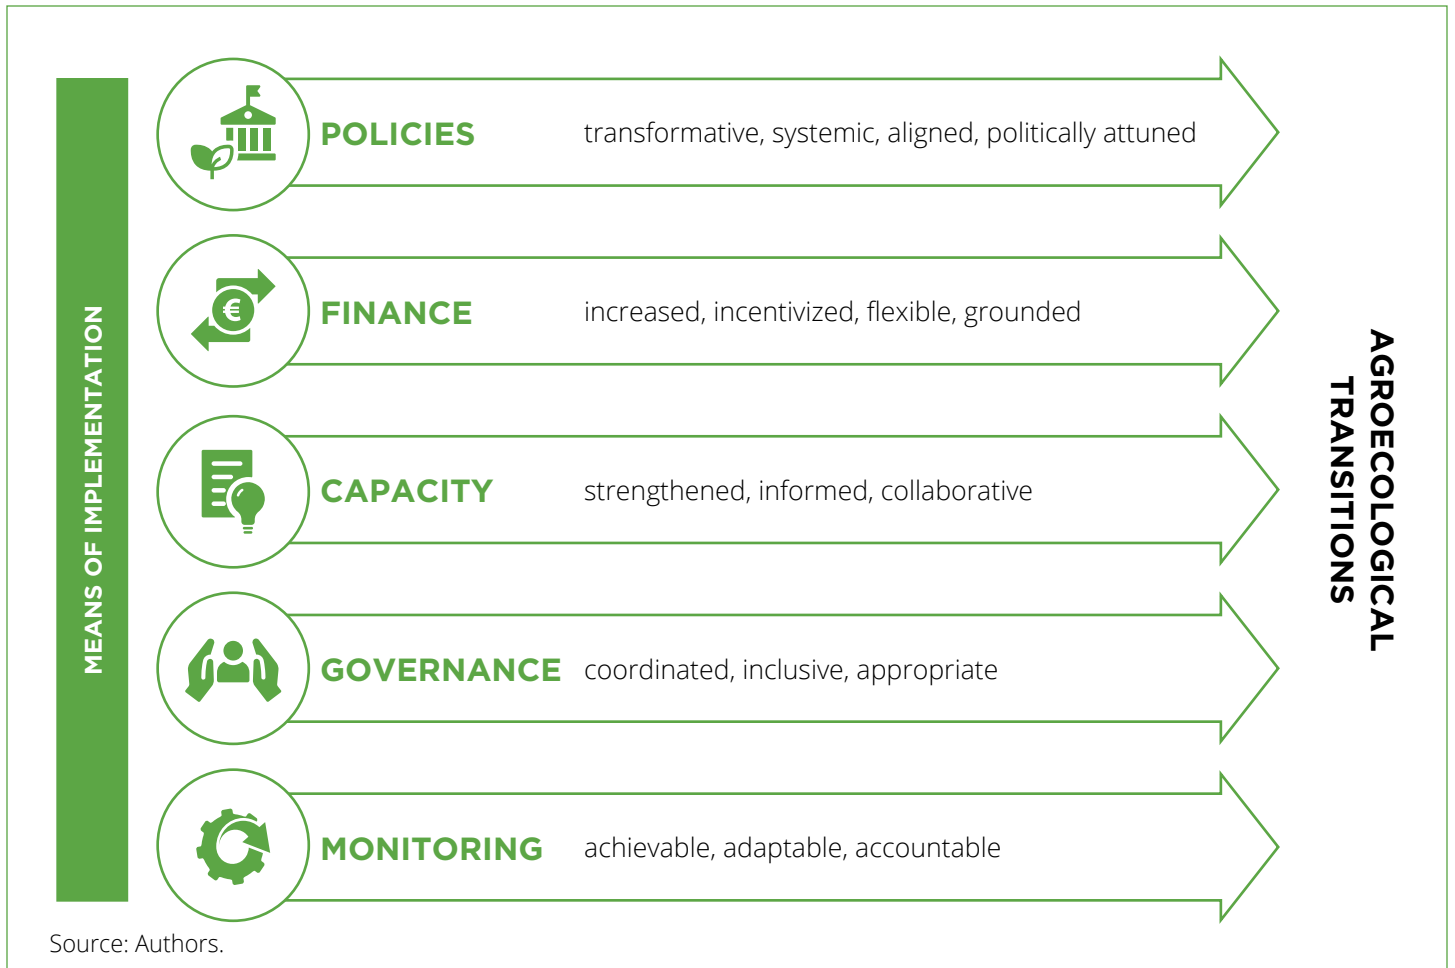 MEANS OF IMPLEMENTATION
POLICIES transformative, systemic, aligned, politically attuned
FINANCE increased, incentivized, flexible, grounded
€
CAPACITY strengthened, informed, collaborative
GOVERNANCE coordinated, inclusive, appropriate
MONITORING achievable, adaptable, accountable
AGROECOLOGICAL
TRANSITIONS
Source: Authors.